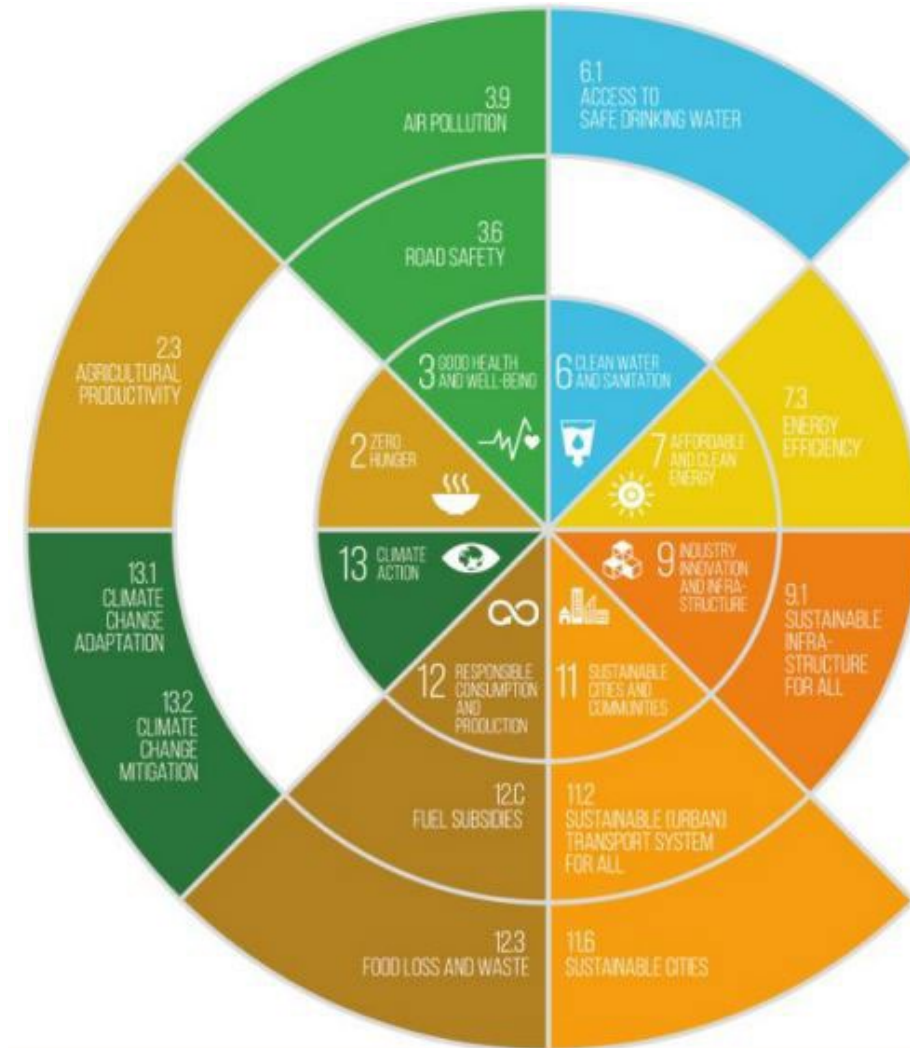 3.9
AIR POLLUTION
6.1
ACCESS TO
SAFE DRINKING WATER
3.6
ROAD SAFETY
2.3
AGRICULTURAL
PRODUCTIVITY
3 GOOD HEALTH
AND WELL-BEING
6 CLEAN WATER
AND SANITATION
7.3
ENERGY
EFFICIENCY
2 ZERO
HUNGER
7 AFFORDABLE
AND CLEAN
ENERGY
13 CLIMATE
ACTION
9 INDUSTRY
INNOVATION
AND INFRA-
STRUCTURE
13.1
CLIMATE
CHANGE
ADAPTATION
9.1
SUSTAINABLE
INFRA-
STRUCTURE
FOR ALL
12 RESPONSIBLE
CONSUMPTION
AND
PRODUCTION
11 SUSTAINABLE
CITIES AND
COMMUNITIES
13.2
CLIMATE
CHANGE
MITIGATION
12.C
FUEL SUBSIDIES
11.2
SUSTAINABLE (URBAN)
TRANSPORT SYSTEM
FOR ALL
12.3
FOOD LOSS AND WASTE
11.6
SUSTAINABLE CITIES